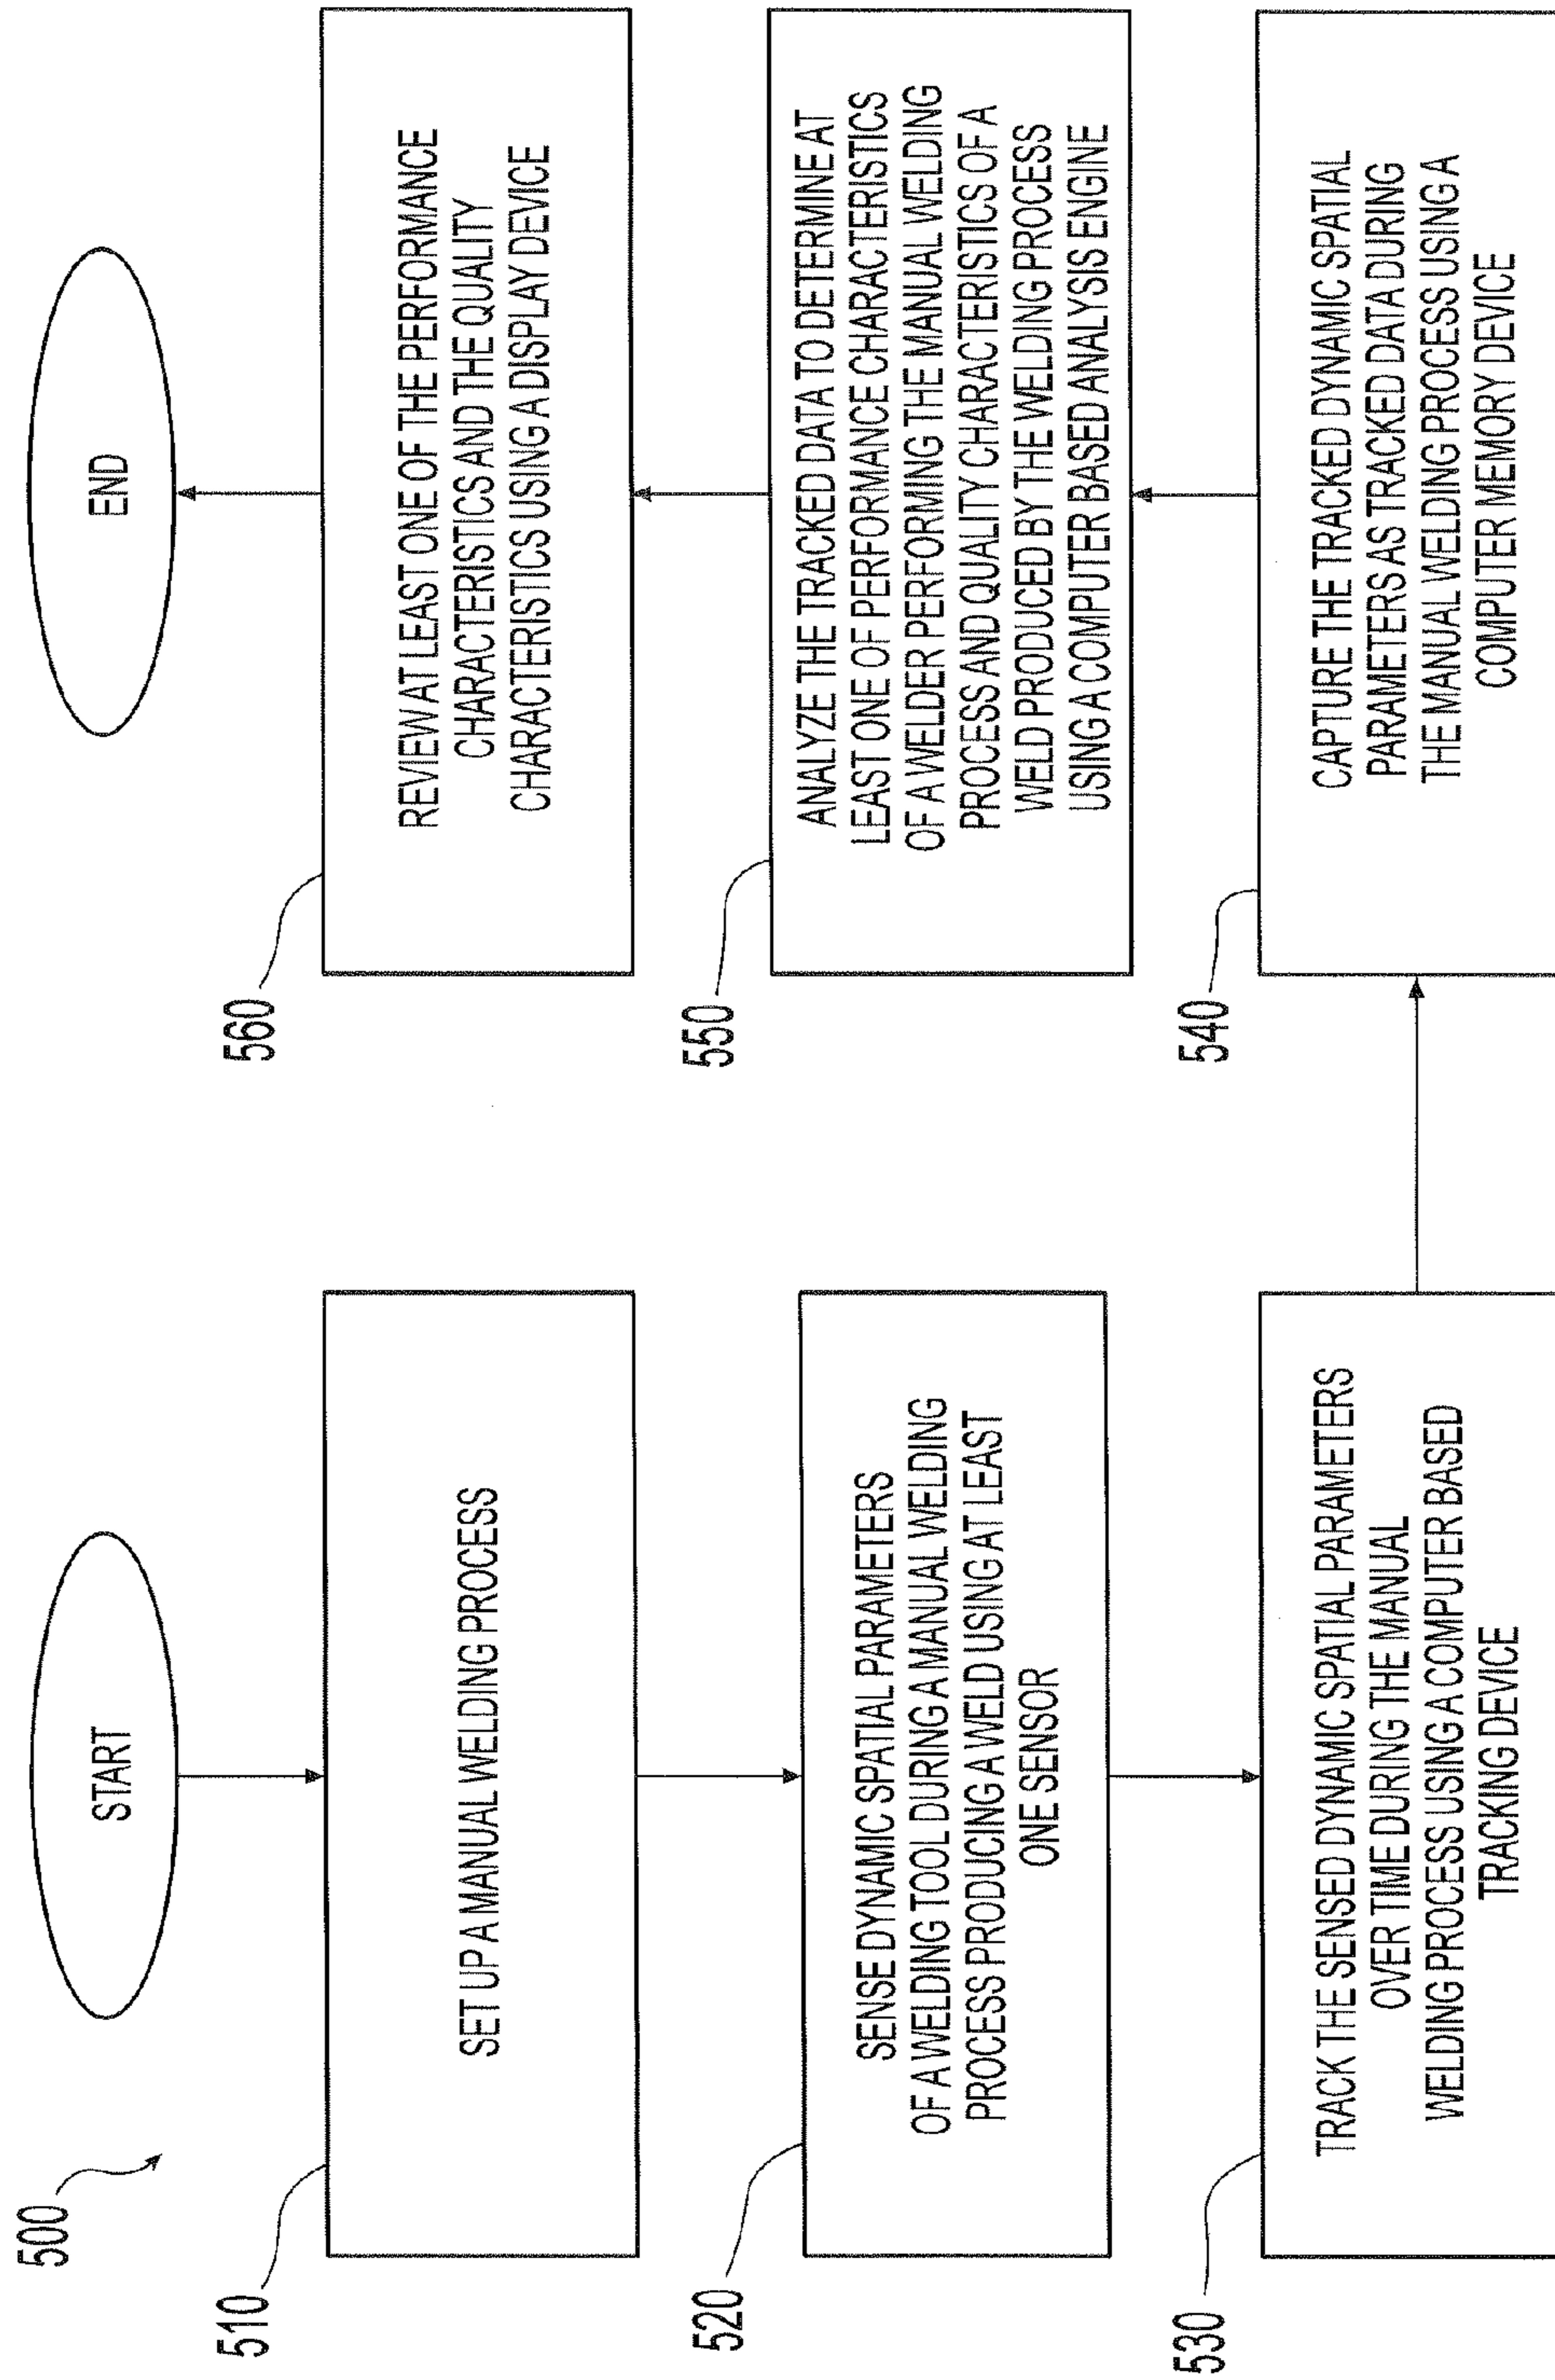 500
START
510
SET UP A MANUAL WELDING PROCESS
520
SENSE DYNAMIC SPATIAL PARAMETERS
OF A WELDING TOOL DURING A MANUAL WELDING
PROCESS PRODUCING A WELD USING AT LEAST
ONE SENSOR
530
TRACK THE SENSED DYNAMIC SPATIAL PARAMETERS
OVER TIME DURING THE MANUAL
WELDING PROCESS USING A COMPUTER BASED
TRACKING DEVICE
540
CAPTURE THE TRACKED DYNAMIC SPATIAL
PARAMETERS AS TRACKED DATA DURING
THE MANUAL WELDING PROCESS USING A
COMPUTER MEMORY DEVICE
550
ANALYZE THE TRACKED DATA TO DETERMINE AT
LEAST ONE OF PERFORMANCE CHARACTERISTICS
OF A WELDER PERFORMING THE MANUAL WELDING
PROCESS AND QUALITY CHARACTERISTICS OF A
WELD PRODUCED BY THE WELDING PROCESS
USING A COMPUTER BASED ANALYSIS ENGINE
560
REVIEW AT LEAST ONE OF THE PERFORMANCE
CHARACTERISTICS AND THE QUALITY
CHARACTERISTICS USING A DISPLAY DEVICE
END